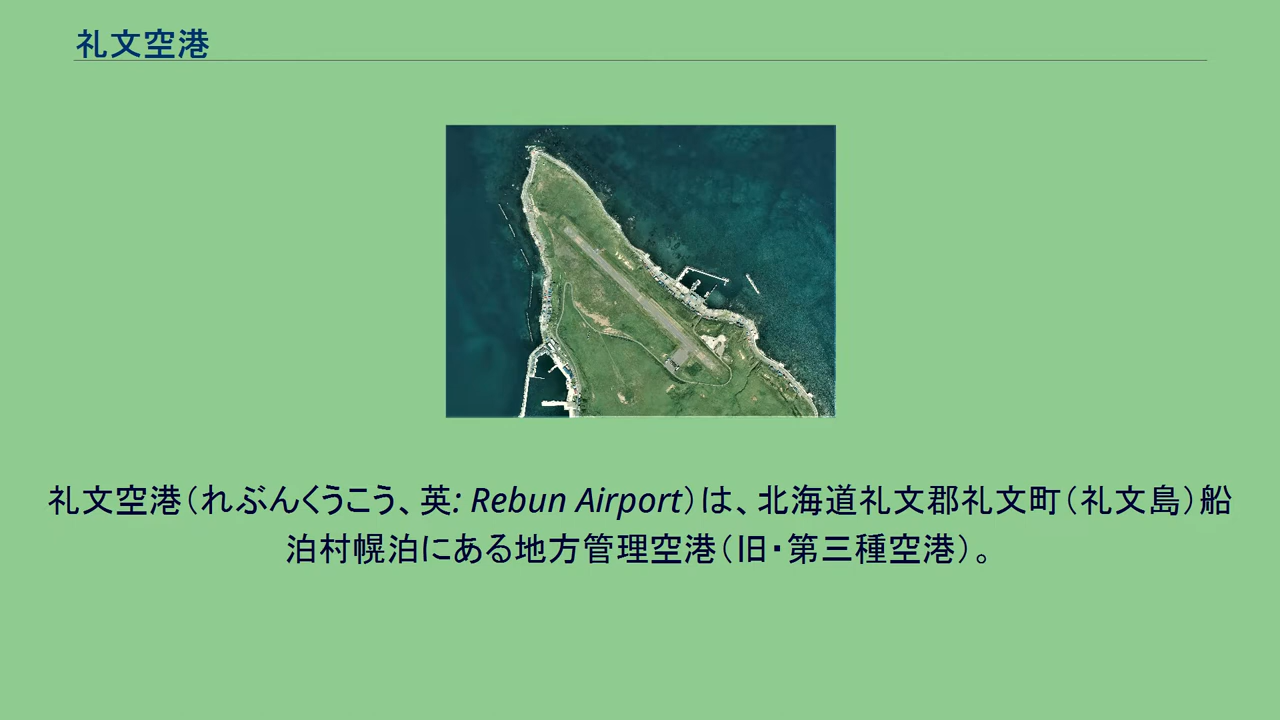 礼文空港
礼文空港（れぶんくうこう、英: Rebun Airport）は、北海道礼文郡礼文町（礼文島）船
泊村幌泊にある地方管理空港（旧・第三種空港）。